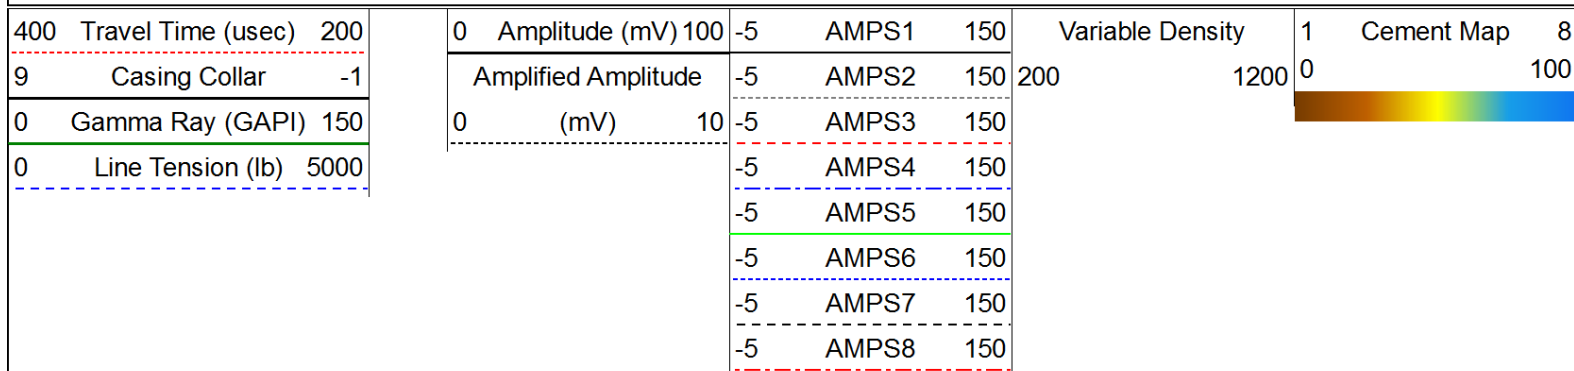 400 Travel Time (usec) 200 0 Amplitude (mV) 100 -5 AMPS1 150 Variable Density 1 Cement Map 8
9 Casing Collar -1 Amplified Amplitude -5 AMPS2 150 200 1200 0 100
0 Gamma Ray (GAPI) 150 0 (mV) 10 -5 AMPS3 150
0 Line Tension (lb) 5000 -5 AMPS4 150
-5 AMPS5 150
-5 AMPS6 150
-5 AMPS7 150
-5 AMPS8 150